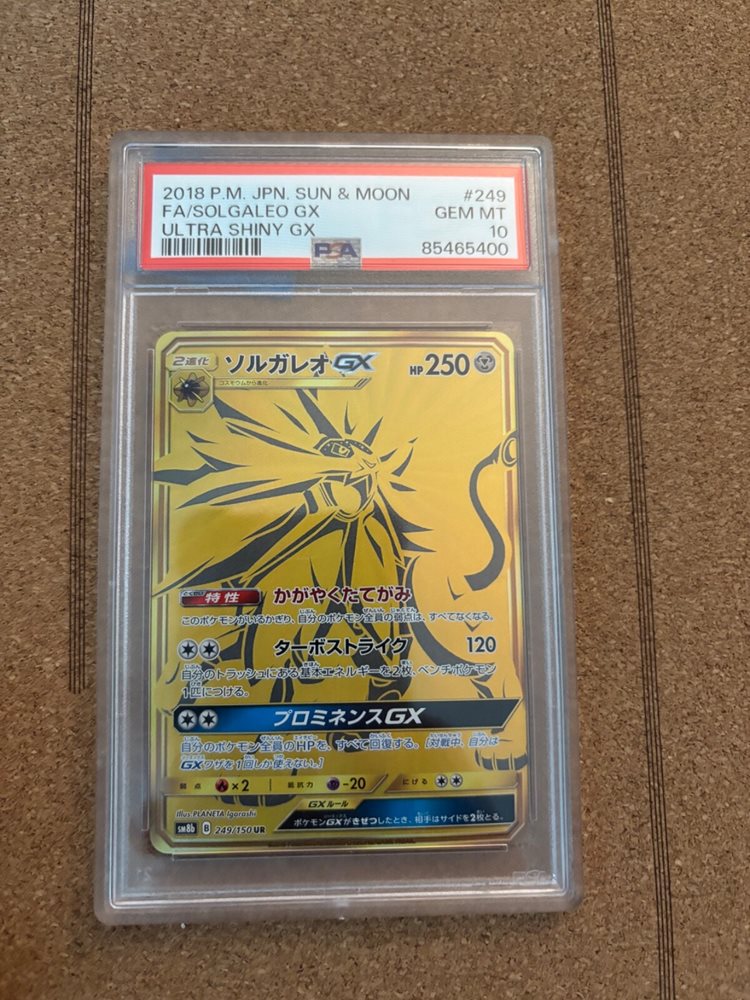 2018 P.M. JPN. SUN & MOON #249
FA/SOLGALEO GX GEM MT
ULTRA SHINY GX 10
PSA 85465400
2進化 ソルガレオGX HP250
コスモウムから進化
特性 かがやくたてがみ
このポケモンがいるかぎり、自分のポケモン全員の弱点は、すべてなくなる。
ターボストライク 120
自分のトラッシュにある基本エネルギーを2枚、ベンチポケモン
1匹につける。
プロミネンスGX
自分のポケモン全員のHPを、すべて回復する。[対戦中、自分は
GXワザを1回しか使えない。]
弱点 ×2 抵抗力 -20 にげる
Illus. PLANETA Igarashi
GXルール
ポケモンGXがきぜつしたとき、相手はサイドを2枚とる。
SM8b B 249/150 UR